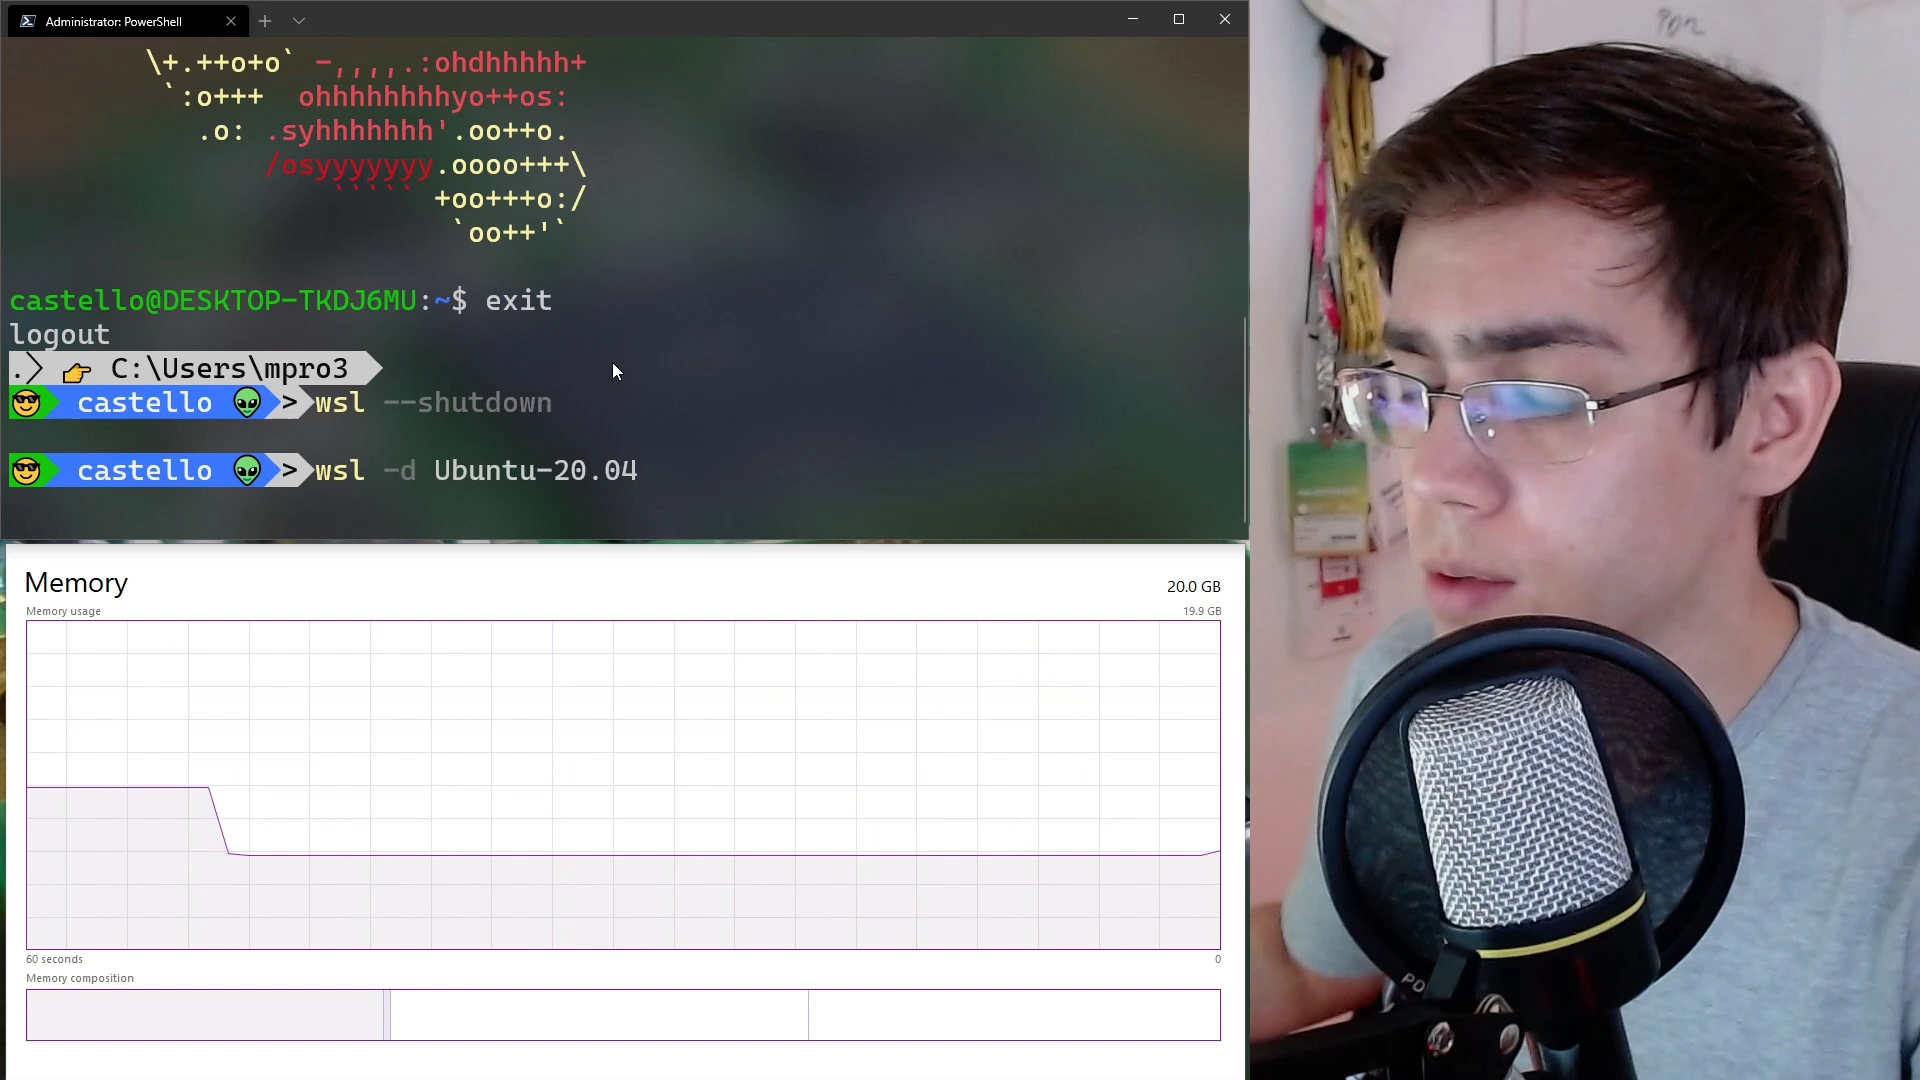 Administrator: PowerShell
\+.++o+o` -,,,,.:ohdhhhhh+
`:o+++ ohhhhhhhhyo++os:
.o: .syhhhhhhh'.oo++o.
/osyyyyyyy.oooo+++\
````` +oo+++o:/
`oo++'`
castello@DESKTOP-TKDJ6MU:~$ exit
logout
. 👉 C:\Users\mpro3
😎 castello 👽 >wsl --shutdown
😎 castello 👽 >wsl -d Ubuntu-20.04
Memory 20.0 GB
Memory usage 19.9 GB
60 seconds 0
Memory composition